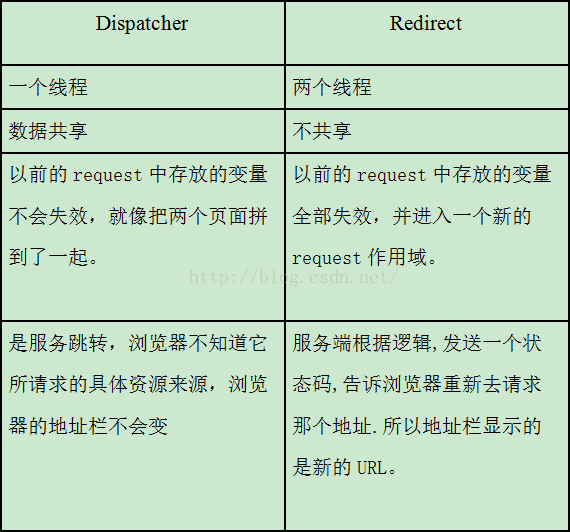 Dispatcher
Redirect
一个线程
两个线程
数据共享
不共享
以前的 request 中存放的变量
不会失效，就像把两个页面拼
到了一起。
以前的 request 中存放的变量
全部失效，并进入一个新的
request 作用域。
http://blog.csdn.net/
是服务跳转，浏览器不知道它
所请求的具体资源来源，浏览
器的地址栏不会变
服务端根据逻辑,发送一个状
态码,告诉浏览器重新去请求
那个地址.所以地址栏显示的
是新的 URL。